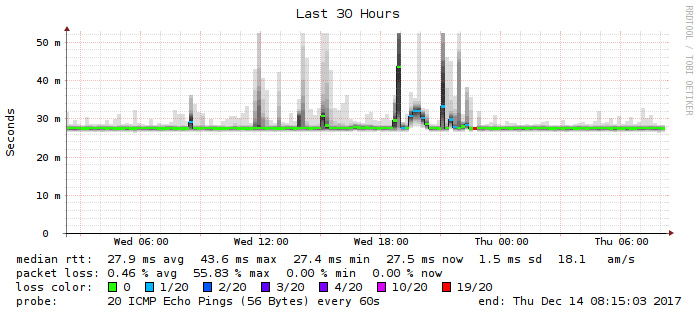 Last 30 Hours
RRDTOOL / TOBI OETIKER
Seconds
50 m
40 m
30 m
20 m
10 m
0
Wed 06:00 Wed 12:00 Wed 18:00 Thu 00:00 Thu 06:00
median rtt: 27.9 ms avg 43.6 ms max 27.4 ms min 27.5 ms now 1.5 ms sd 18.1 am/s
packet loss: 0.46 % avg 55.83 % max 0.00 % min 0.00 % now
loss color: 0 1/20 2/20 3/20 4/20 10/20 19/20
probe: 20 ICMP Echo Pings (56 Bytes) every 60s end: Thu Dec 14 08:15:03 2017